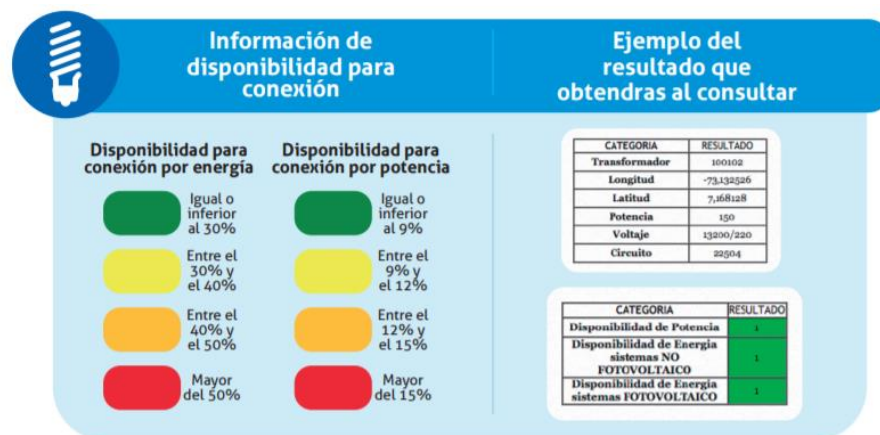 Información de
disponibilidad para
conexión
Ejemplo del
resultado que
obtendras al consultar
Disponibilidad para
conexión por energía
Igual o
inferior
al 30%
Entre el
30% y
el 40%
Entre el
40% y
el 50%
Mayor
del 50%
Disponibilidad para
conexión por potencia
Igual o
inferior
al 9%
Entre el
9% y
el 12%
Entre el
12% y
el 15%
Mayor
del 15%
CATEGORIA RESULTADO
Transformador 100102
Longitud -73,132526
Latitud 7,168128
Potencia 150
Voltaje 13200/220
Circuito 22504
CATEGORIA RESULTADO
Disponibilidad de Potencia 1
Disponibilidad de Energia
sistemas NO 1
FOTOVOLTAICO
Disponibilidad de Energia
sistemas FOTOVOLTAICO 1